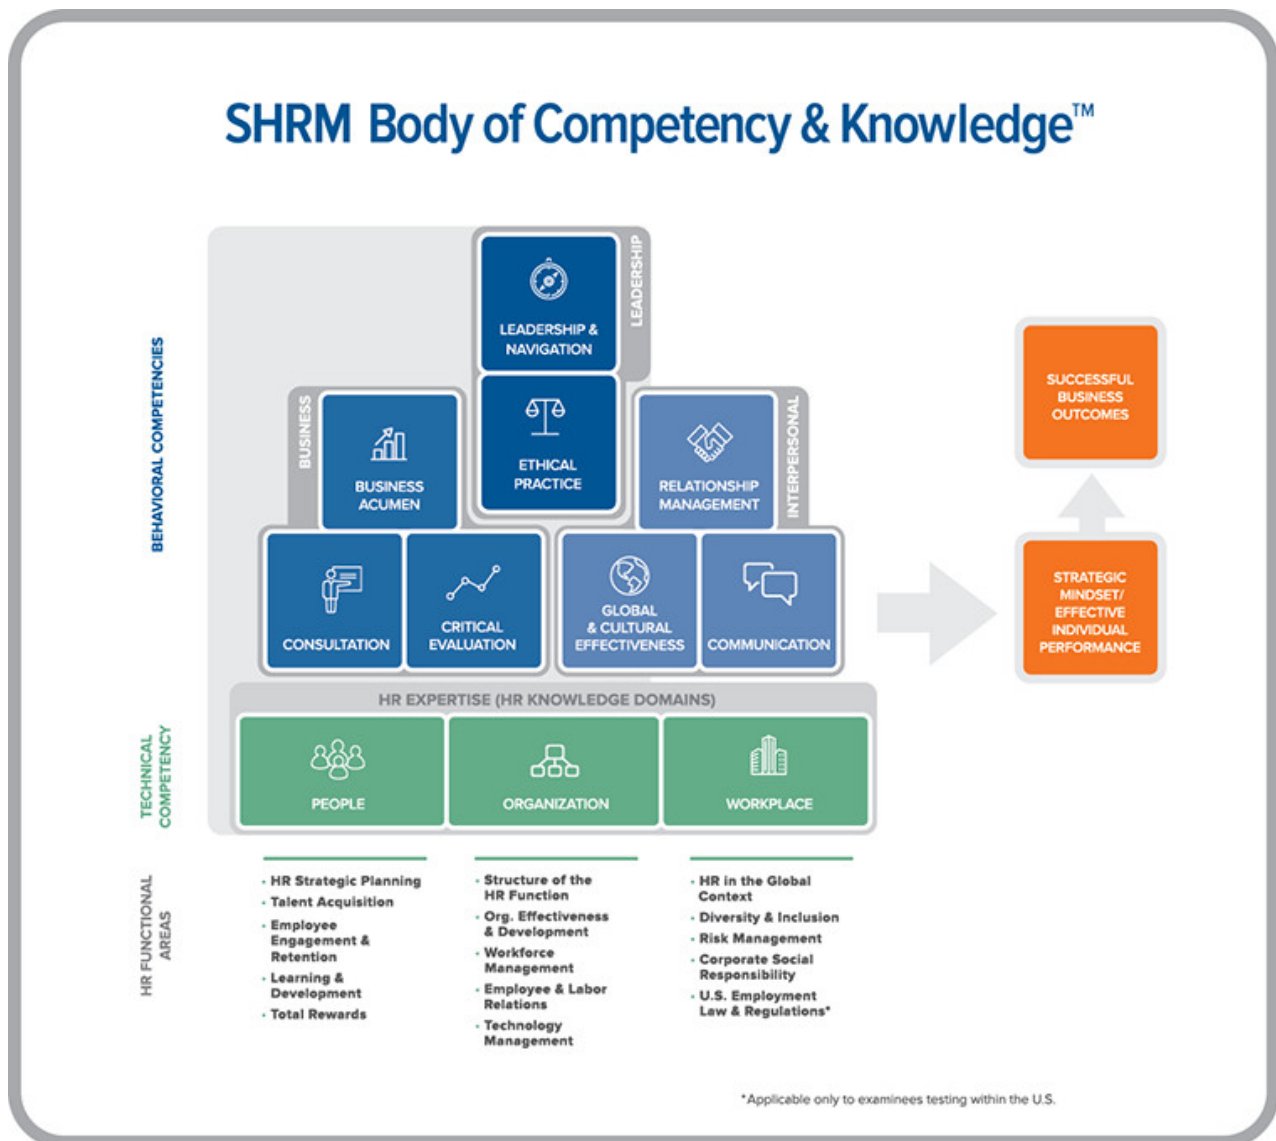 SHRM Body of Competency & Knowledge™
BEHAVIORAL COMPETENCIES
LEADERSHIP
LEADERSHIP &
NAVIGATION
ETHICAL
PRACTICE
BUSINESS
BUSINESS
ACUMEN
CONSULTATION
CRITICAL
EVALUATION
INTERPERSONAL
RELATIONSHIP
MANAGEMENT
GLOBAL
& CULTURAL
EFFECTIVENESS
COMMUNICATION
SUCCESSFUL
BUSINESS
OUTCOMES
STRATEGIC
MINDSET/
EFFECTIVE
INDIVIDUAL
PERFORMANCE
TECHNICAL
COMPETENCY
HR EXPERTISE (HR KNOWLEDGE DOMAINS)
PEOPLE
ORGANIZATION
WORKPLACE
HR FUNCTIONAL
AREAS
• HR Strategic Planning
• Talent Acquisition
• Employee
Engagement &
Retention
• Learning &
Development
• Total Rewards
• Structure of the
HR Function
• Org. Effectiveness
& Development
• Workforce
Management
• Employee & Labor
Relations
• Technology
Management
• HR in the Global
Context
• Diversity & Inclusion
• Risk Management
• Corporate Social
Responsibility
• U.S. Employment
Law & Regulations*
*Applicable only to examinees testing within the U.S.